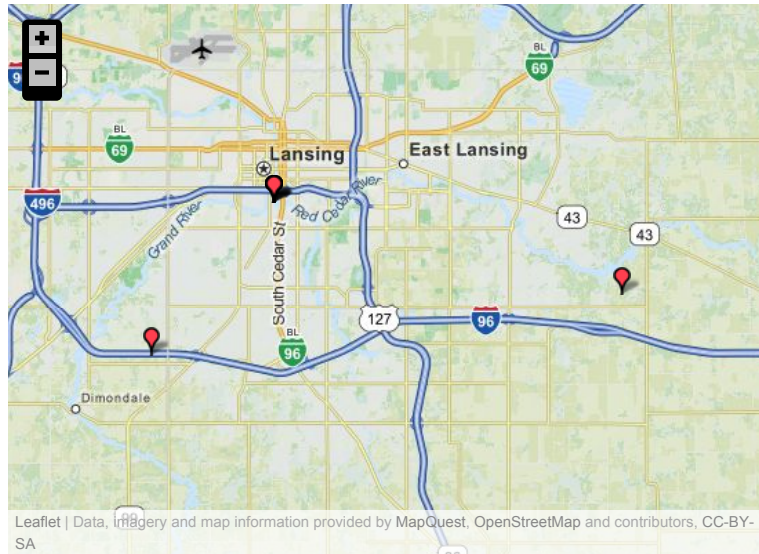 +
−
BL
69
BL
69
Lansing
East Lansing
496
Grand River
Red Cedar River
43
43
South Cedar St
127
96
BL
96
Dimondale
99
Leaflet | Data, imagery and map information provided by MapQuest, OpenStreetMap and contributors, CC-BY-
SA